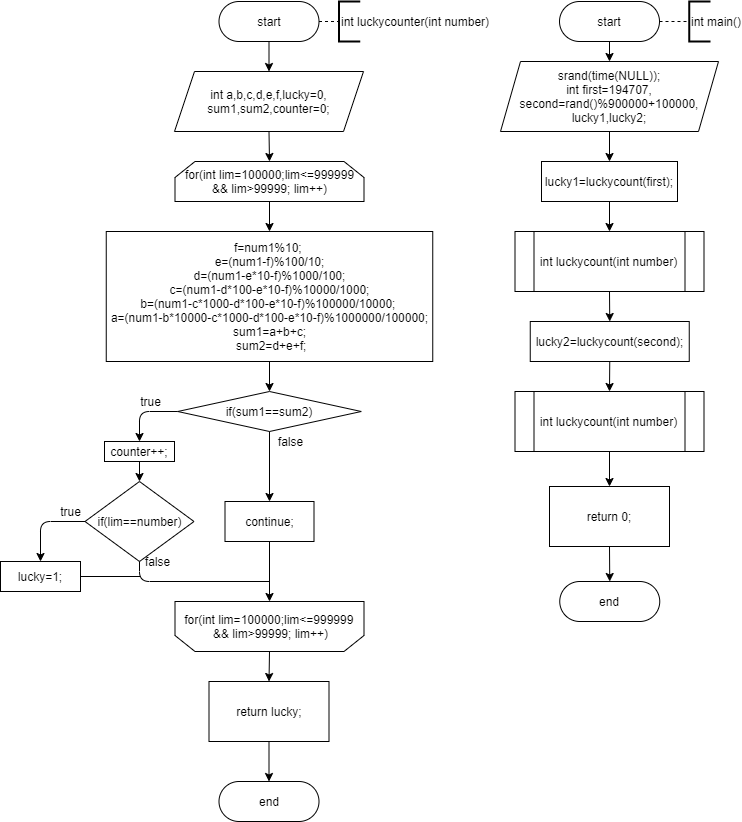 start
int luckycounter(int number)
int a,b,c,d,e,f,lucky=0,
sum1,sum2,counter=0;
for(int lim=100000;lim<=999999
&& lim>99999; lim++)
f=num1%10;
e=(num1-f)%100/10;
d=(num1-e*10-f)%1000/100;
c=(num1-d*100-e*10-f)%10000/1000;
b=(num1-c*1000-d*100-e*10-f)%100000/10000;
a=(num1-b*10000-c*1000-d*100-e*10-f)%1000000/100000;
sum1=a+b+c;
sum2=d+e+f;
if(sum1==sum2)
true
false
counter++;
if(lim==number)
true
false
lucky=1;
continue;
for(int lim=100000;lim<=999999
&& lim>99999; lim++)
return lucky;
end
start
int main()
srand(time(NULL));
int first=194707,
second=rand()%900000+100000,
lucky1,lucky2;
lucky1=luckycount(first);
int luckycount(int number)
lucky2=luckycount(second);
int luckycount(int number)
return 0;
end